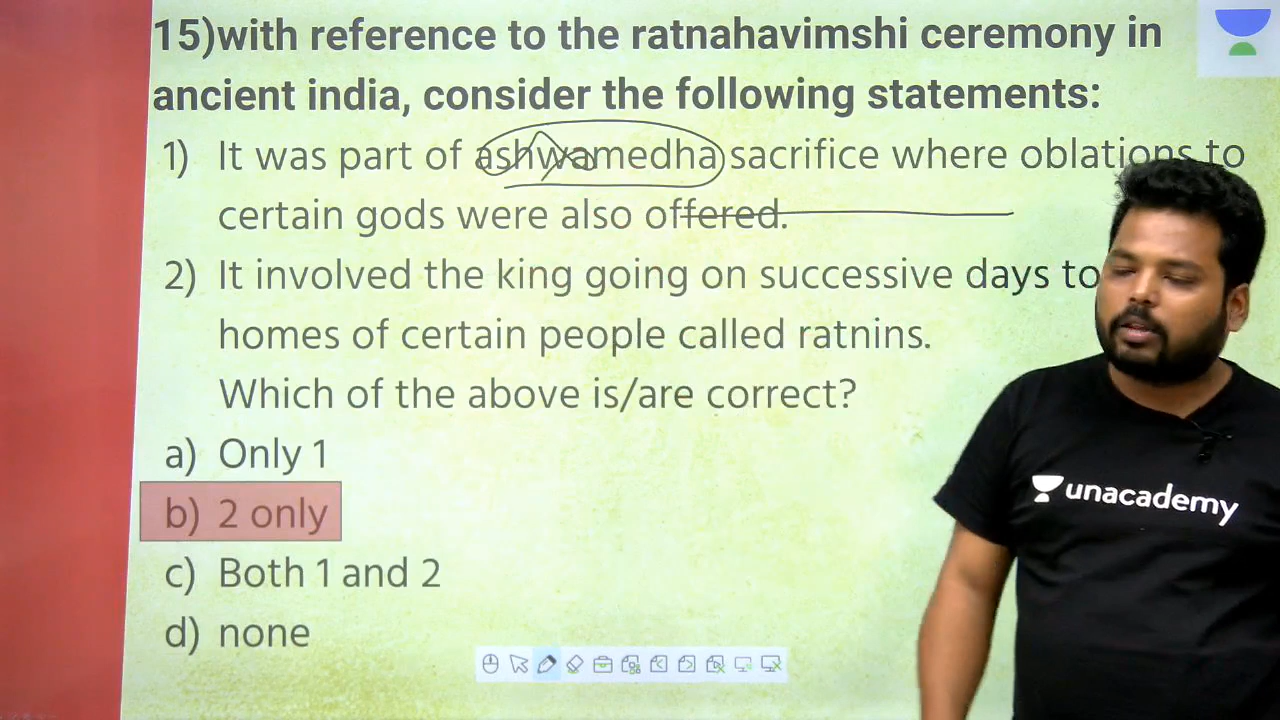 15)with reference to the ratnahavimshi ceremony in
ancient india, consider the following statements:
1) It was part of ashwamedha sacrifice where oblations to
certain gods were also offered.
2) It involved the king going on successive days to
homes of certain people called ratnins.
Which of the above is/are correct?
a) Only 1
b) 2 only
c) Both 1 and 2
d) none
unacademy